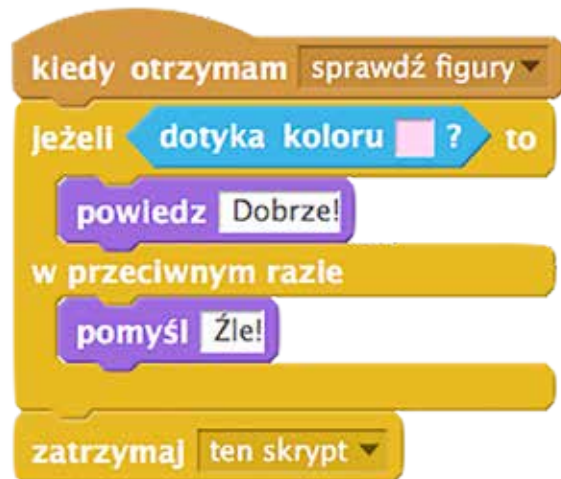 kiedy otrzymam sprawdź figury
jeżeli dotyka koloru ? to
powiedz Dobrze!
w przeciwnym razie
pomyśl Źle!
zatrzymaj ten skrypt